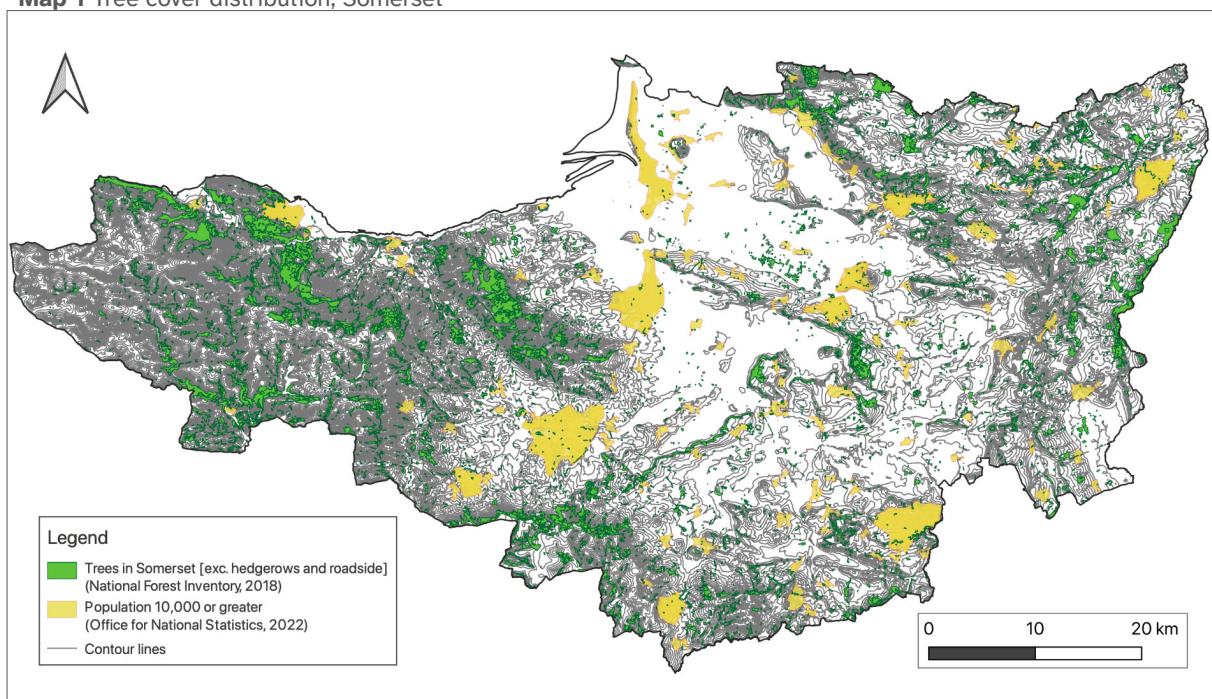 Map 1 Tree cover distribution, Somerset
Legend
Trees in Somerset [exc. hedgerows and roadside]
(National Forest Inventory, 2018)
Population 10,000 or greater
(Office for National Statistics, 2022)
Contour lines
0 10 20 km